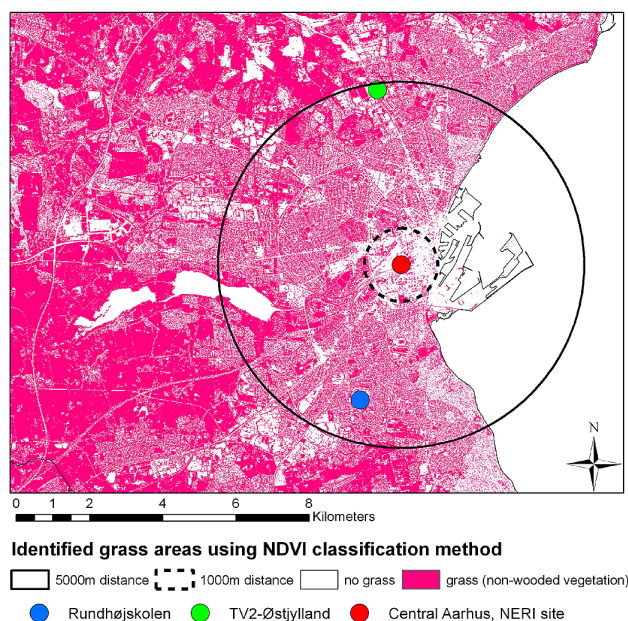 N
0 1 2 4 6 8
Kilometers
Identified grass areas using NDVI classification method
5000m distance 1000m distance no grass grass (non-wooded vegetation)
Rundhøjskolen TV2-Østjylland Central Aarhus, NERI site